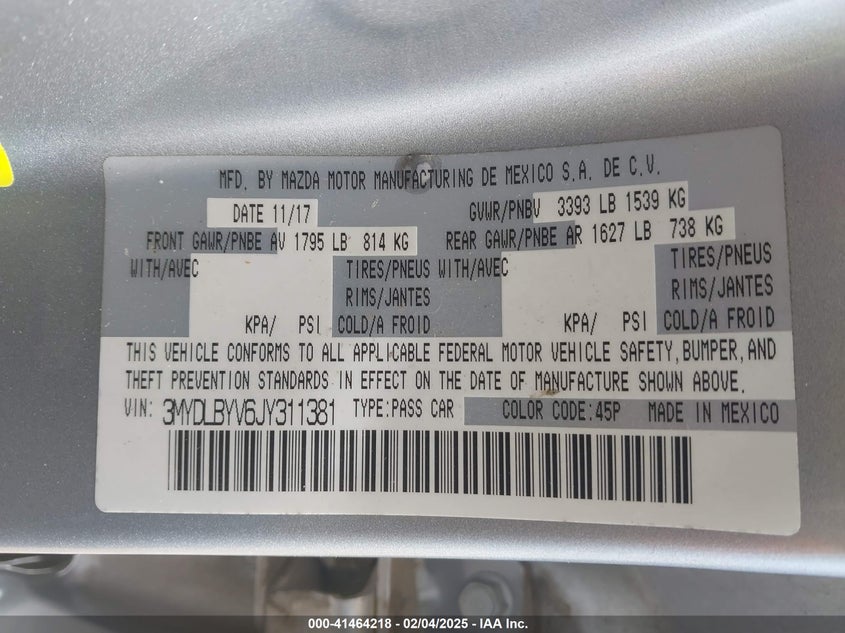 MFD. BY MAZDA MOTOR MANUFACTURING DE MEXICO S.A. DE C.V.
DATE 11/17 GVWR/PNBV 3393 LB 1539 KG
FRONT GAWR/PNBE AV 1795 LB 814 KG REAR GAWR/PNBE AR 1627 LB 738 KG
WITH/AVEC TIRES/PNEUS WITH/AVEC TIRES/PNEUS
RIMS/JANTES RIMS/JANTES
KPA/ PSI COLD/A FROID KPA/ PSI COLD/A FROID
THIS VEHICLE CONFORMS TO ALL APPLICABLE FEDERAL MOTOR VEHICLE SAFETY, BUMPER, AND
THEFT PREVENTION STANDARDS IN EFFECT ON THE DATE OF MANUFACTURE SHOWN ABOVE.
VIN: 3MYDLBYV6JY311381 TYPE:PASS CAR COLOR CODE:45P MADE IN MEXICO
000-41464218 - 02/04/2025 - IAA Inc.